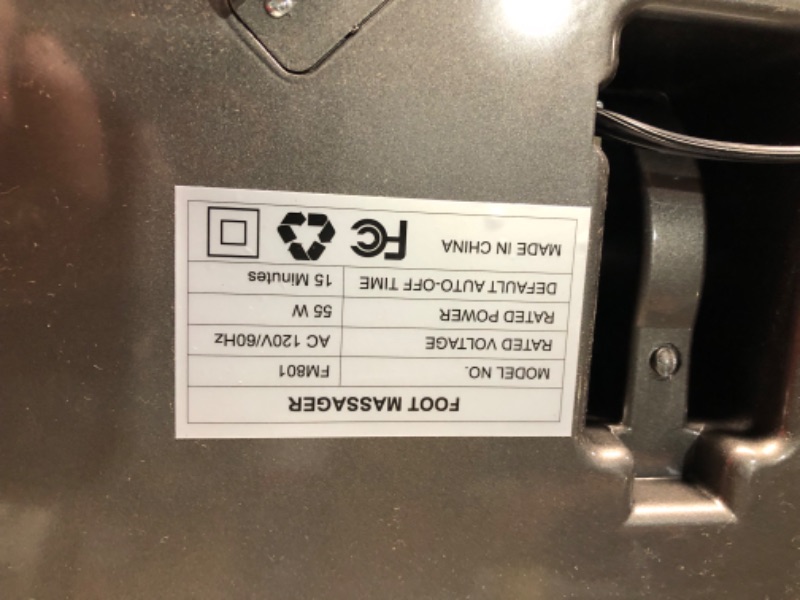 FOOT MASSAGER
MODEL NO. FM801
RATED VOLTAGE AC 120V/60Hz
RATED POWER 55 W
DEFAULT AUTO-OFF TIME 15 Minutes
MADE IN CHINA FC